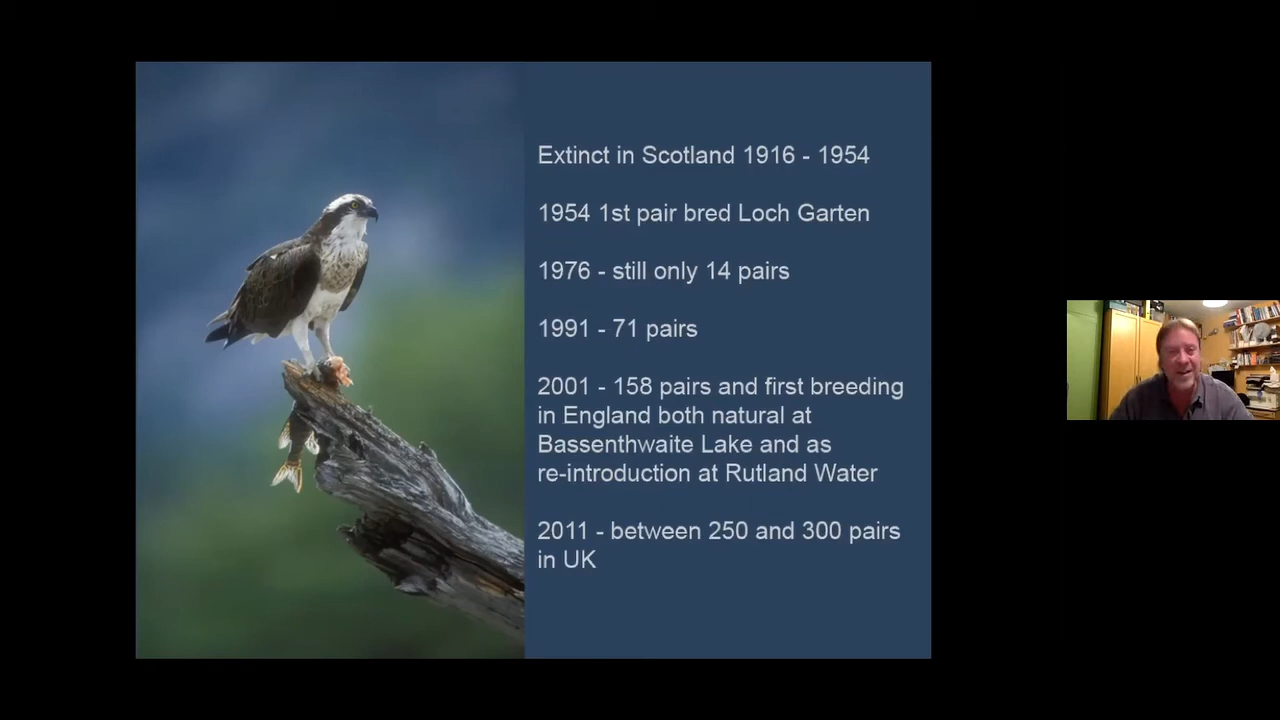 Extinct in Scotland 1916 - 1954
1954 1st pair bred Loch Garten
1976 - still only 14 pairs
1991 - 71 pairs
2001 - 158 pairs and first breeding
in England both natural at
Bassenthwaite Lake and as
re-introduction at Rutland Water
2011 - between 250 and 300 pairs
in UK